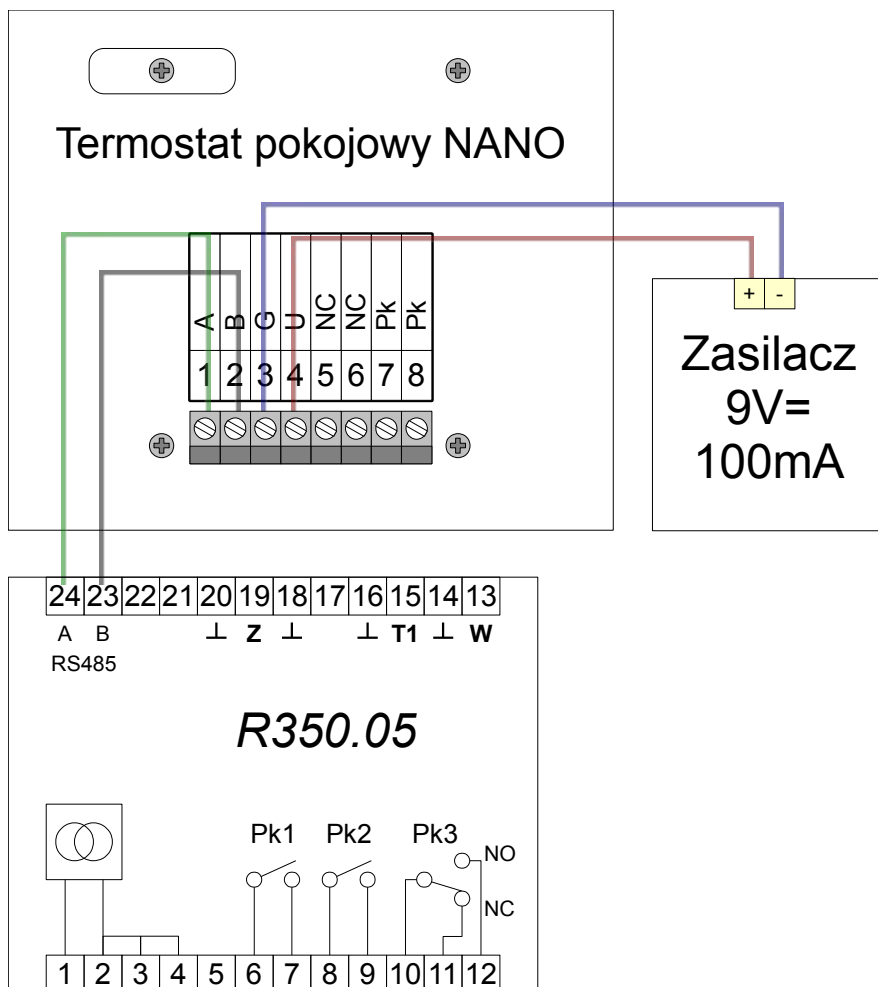 Termostat pokojowy NANO
A B G U NC NC Pk Pk
1 2 3 4 5 6 7 8
+ -
Zasilacz
9V=
100mA
24 23 22 21 20 19 18 17 16 15 14 13
A B ⊥ Z ⊥ ⊥ T1 ⊥ W
RS485
R350.05
Pk1 Pk2 Pk3
NO
NC
1 2 3 4 5 6 7 8 9 10 11 12